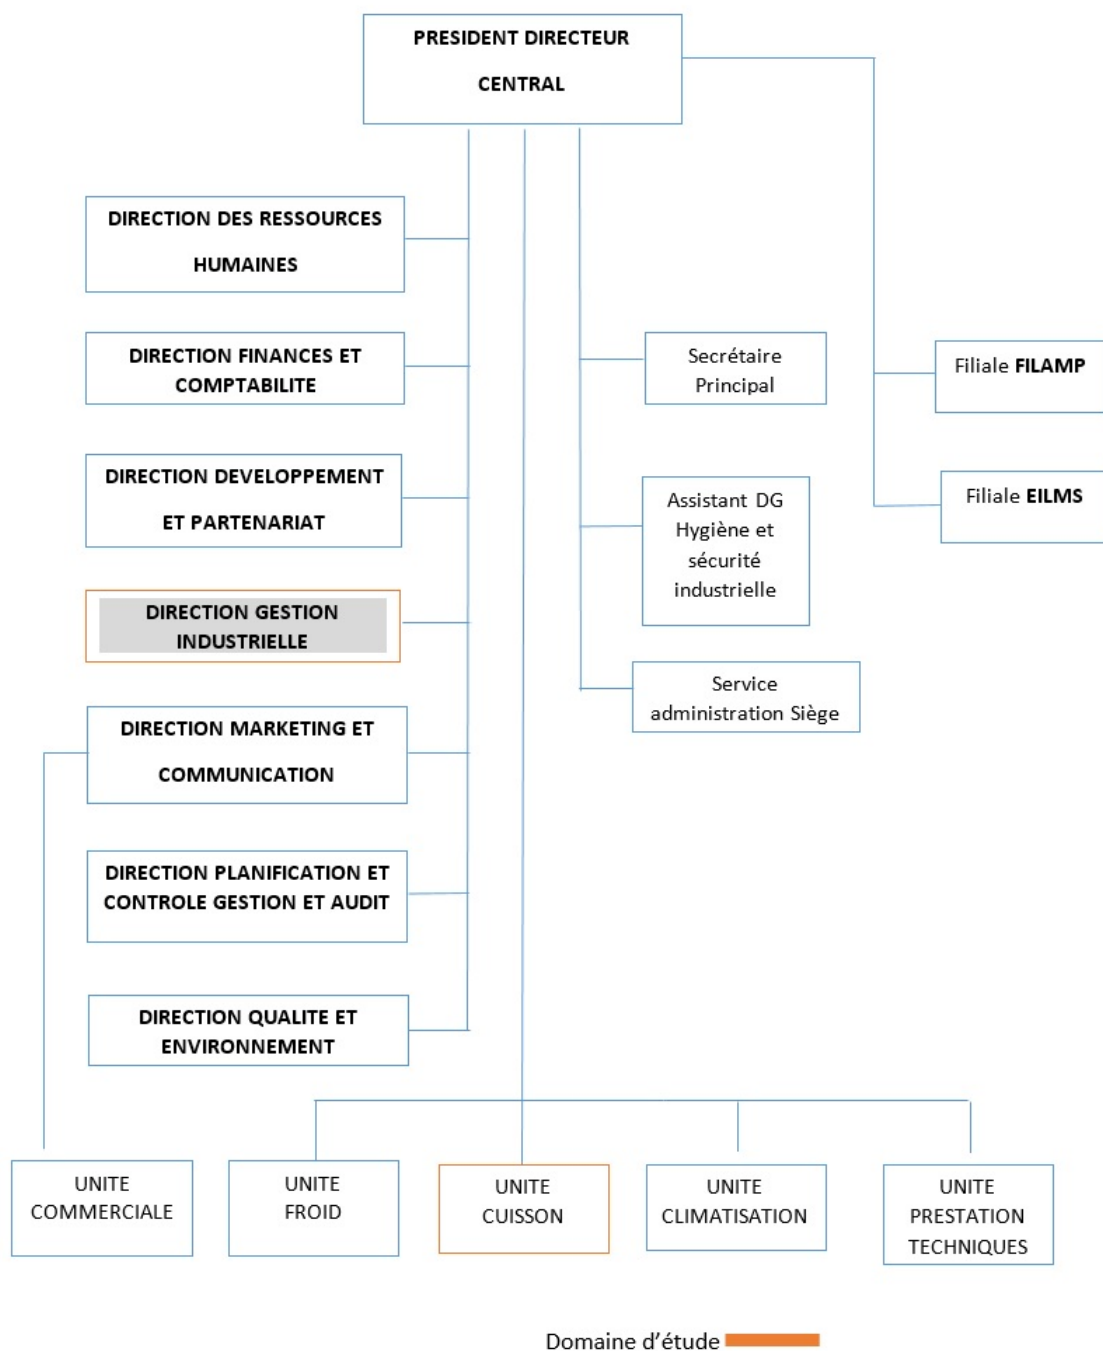 PRESIDENT DIRECTEUR
CENTRAL
DIRECTION DES RESSOURCES
HUMAINES
DIRECTION FINANCES ET
COMPTABILITE
DIRECTION DEVELOPPEMENT
ET PARTENARIAT
DIRECTION GESTION
INDUSTRIELLE
DIRECTION MARKETING ET
COMMUNICATION
DIRECTION PLANIFICATION ET
CONTROLE GESTION ET AUDIT
DIRECTION QUALITE ET
ENVIRONNEMENT
Secrétaire
Principal
Assistant DG
Hygiène et
sécurité
industrielle
Service
administration Siège
Filiale FILAMP
Filiale EILMS
UNITE
COMMERCIALE
UNITE
FROID
UNITE
CUISSON
UNITE
CLIMATISATION
UNITE
PRESTATION
TECHNIQUES
Domaine d'étude